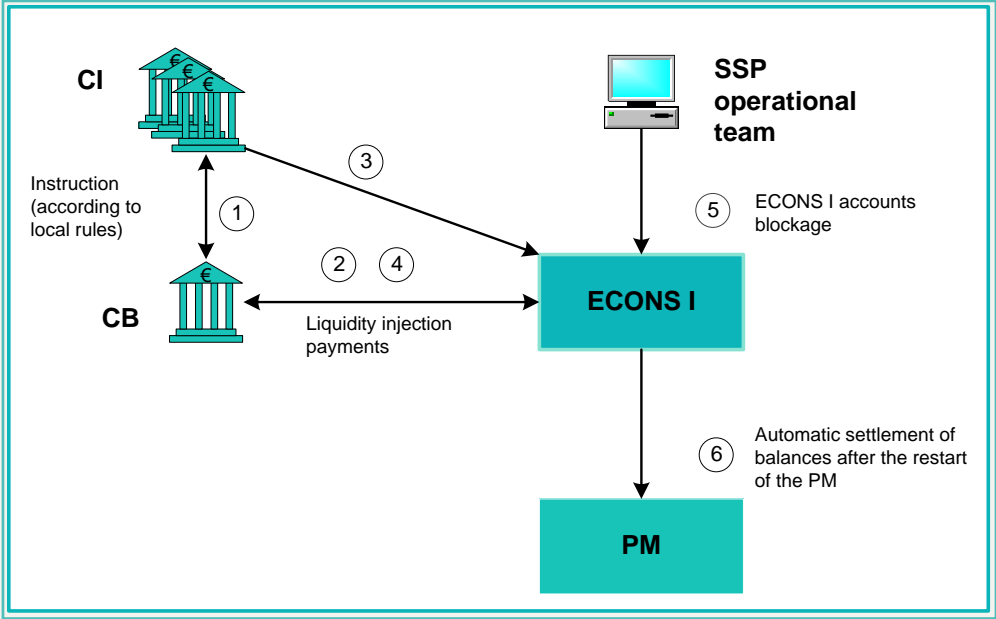 CI
€
€
€
SSP
operational
team
3
Instruction
(according to
local rules)
1
5
ECONS I accounts
blockage
2
4
€
CB
ECONS I
Liquidity injection
payments
6
Automatic settlement of
balances after the restart
of the PM
PM